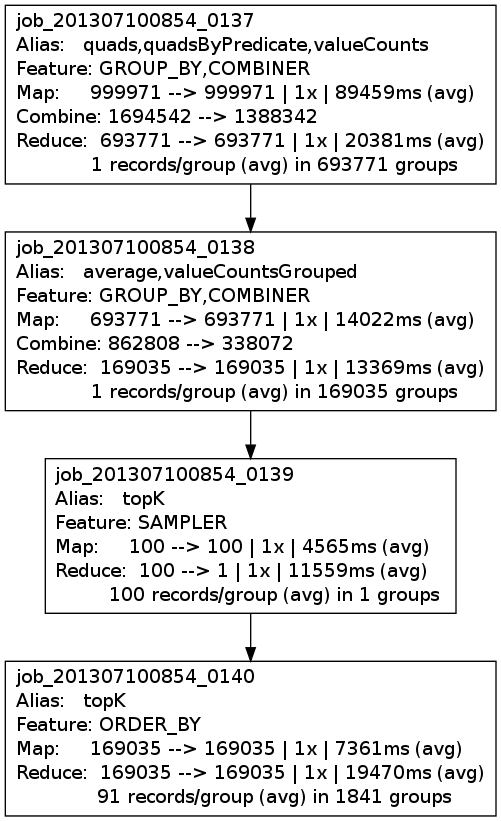 job_201307100854_0137
Alias: quads,quadsByPredicate,valueCounts
Feature: GROUP_BY,COMBINER
Map: 999971 --> 999971 | 1x | 89459ms (avg)
Combine: 1694542 --> 1388342
Reduce: 693771 --> 693771 | 1x | 20381ms (avg)
1 records/group (avg) in 693771 groups
job_201307100854_0138
Alias: average,valueCountsGrouped
Feature: GROUP_BY,COMBINER
Map: 693771 --> 693771 | 1x | 14022ms (avg)
Combine: 862808 --> 338072
Reduce: 169035 --> 169035 | 1x | 13369ms (avg)
1 records/group (avg) in 169035 groups
job_201307100854_0139
Alias: topK
Feature: SAMPLER
Map: 100 --> 100 | 1x | 4565ms (avg)
Reduce: 100 --> 1 | 1x | 11559ms (avg)
100 records/group (avg) in 1 groups
job_201307100854_0140
Alias: topK
Feature: ORDER_BY
Map: 169035 --> 169035 | 1x | 7361ms (avg)
Reduce: 169035 --> 169035 | 1x | 19470ms (avg)
91 records/group (avg) in 1841 groups